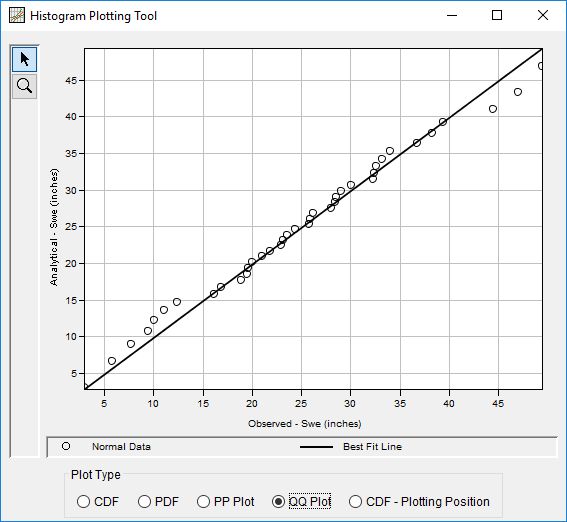 Histogram Plotting Tool
45
40
35
30
25
20
15
10
5
Analytical - Swe (inches)
5 10 15 20 25 30 35 40 45
Observed - Swe (inches)
Normal Data Best Fit Line
Plot Type
CDF PDF PP Plot QQ Plot CDF - Plotting Position